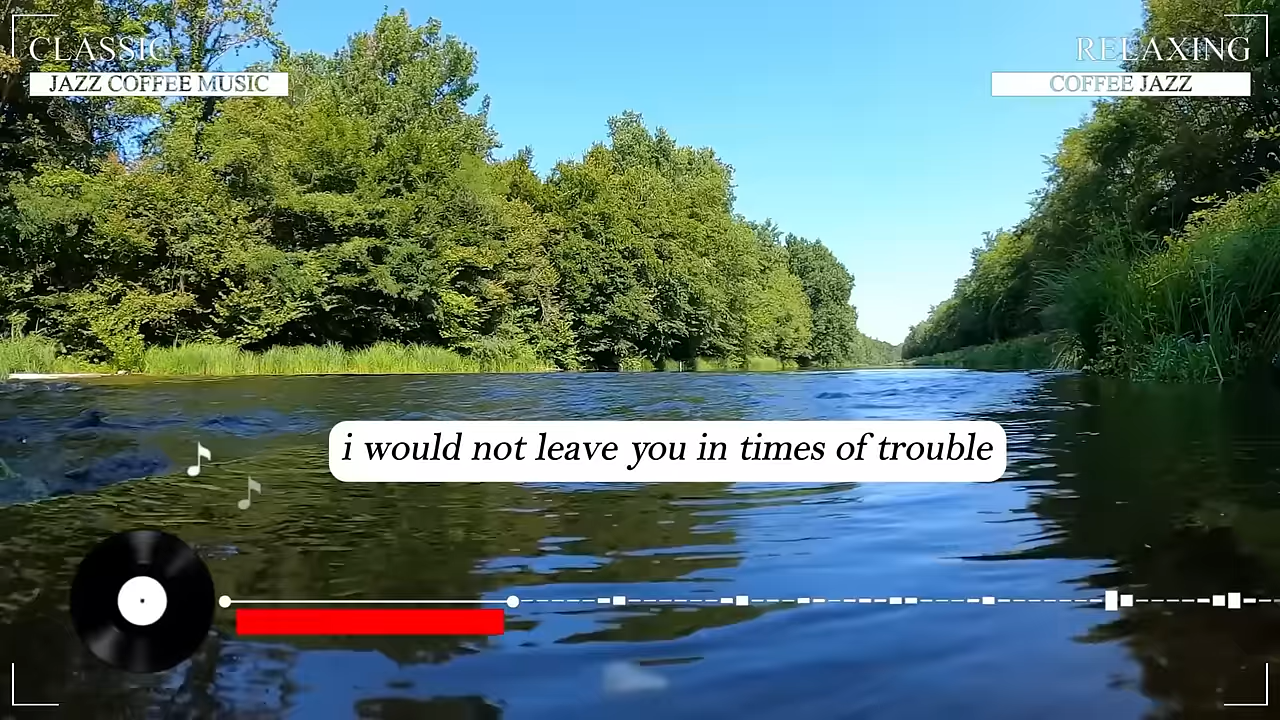 CLASSIC
JAZZ COFFEE MUSIC
RELAXING
COFFEE JAZZ
i would not leave you in times of trouble